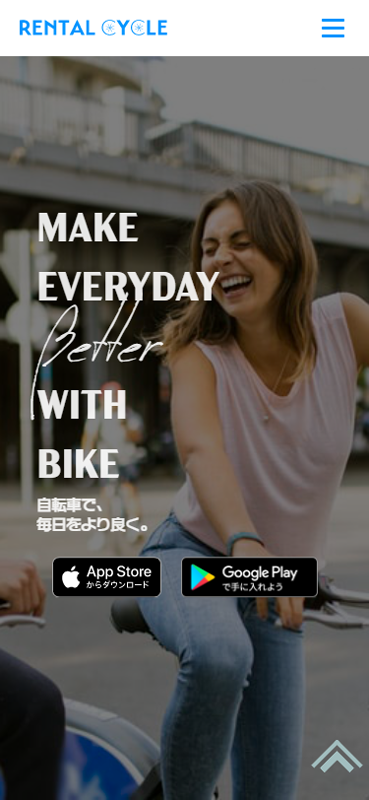 RENTAL CYCLE
MAKE
EVERYDAY
Better
WITH
BIKE
自転車で、
毎日をより良く。
App Store
からダウンロード
Google Play
で手に入れよう